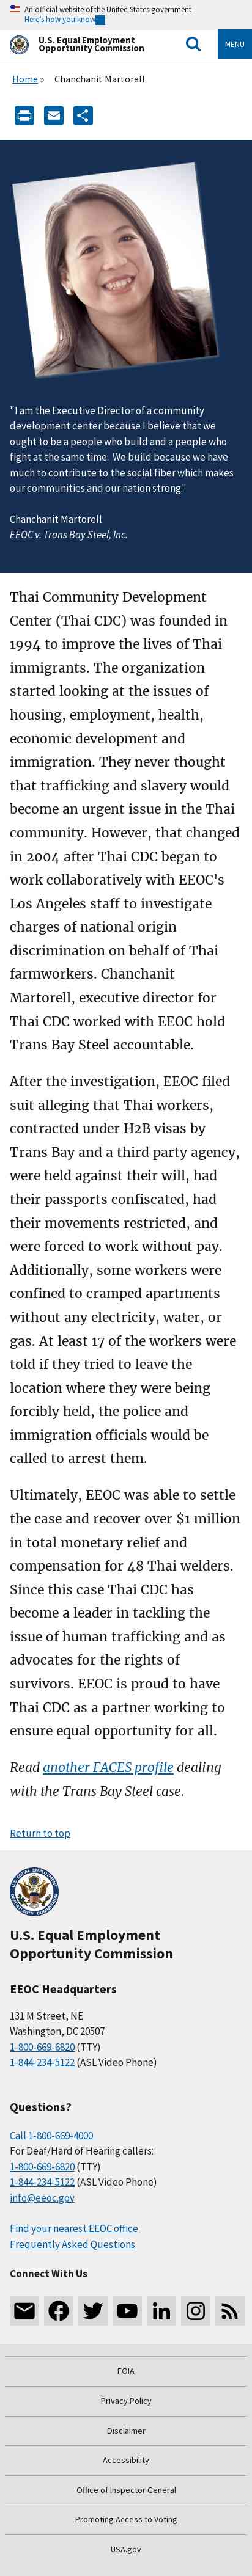 An official website of the United States government
Here's how you know
U.S. Equal Employment
Opportunity Commission
MENU
Home » Chanchanit Martorell
"I am the Executive Director of a community
development center because I believe that we
ought to be a people who build and a people who
fight at the same time.  We build because we have
much to contribute to the social fiber which makes
our communities and our nation strong."
Chanchanit Martorell
EEOC v. Trans Bay Steel, Inc.
Thai Community Development
Center (Thai CDC) was founded in
1994 to improve the lives of Thai
immigrants. The organization
started looking at the issues of
housing, employment, health,
economic development and
immigration. They never thought
that trafficking and slavery would
become an urgent issue in the Thai
community. However, that changed
in 2004 after Thai CDC began to
work collaboratively with EEOC's
Los Angeles staff to investigate
charges of national origin
discrimination on behalf of Thai
farmworkers. Chanchanit
Martorell, executive director for
Thai CDC worked with EEOC hold
Trans Bay Steel accountable.
After the investigation, EEOC filed
suit alleging that Thai workers,
contracted under H2B visas by
Trans Bay and a third party agency,
were held against their will, had
their passports confiscated, had
their movements restricted, and
were forced to work without pay.
Additionally, some workers were
confined to cramped apartments
without any electricity, water, or
gas. At least 17 of the workers were
told if they tried to leave the
location where they were being
forcibly held, the police and
immigration officials would be
called to arrest them.
Ultimately, EEOC was able to settle
the case and recover over $1 million
in total monetary relief and
compensation for 48 Thai welders.
Since this case Thai CDC has
become a leader in tackling the
issue of human trafficking and as
advocates for the rights of
survivors. EEOC is proud to have
Thai CDC as a partner working to
ensure equal opportunity for all.
Read another FACES profile dealing
with the Trans Bay Steel case.
Return to top
U.S. Equal Employment
Opportunity Commission
EEOC Headquarters
131 M Street, NE
Washington, DC 20507
1-800-669-6820 (TTY)
1-844-234-5122 (ASL Video Phone)
Questions?
Call 1-800-669-4000
For Deaf/Hard of Hearing callers:
1-800-669-6820 (TTY)
1-844-234-5122 (ASL Video Phone)
info@eeoc.gov
Find your nearest EEOC office
Frequently Asked Questions
Connect With Us
FOIA
Privacy Policy
Disclaimer
Accessibility
Office of Inspector General
Promoting Access to Voting
USA.gov